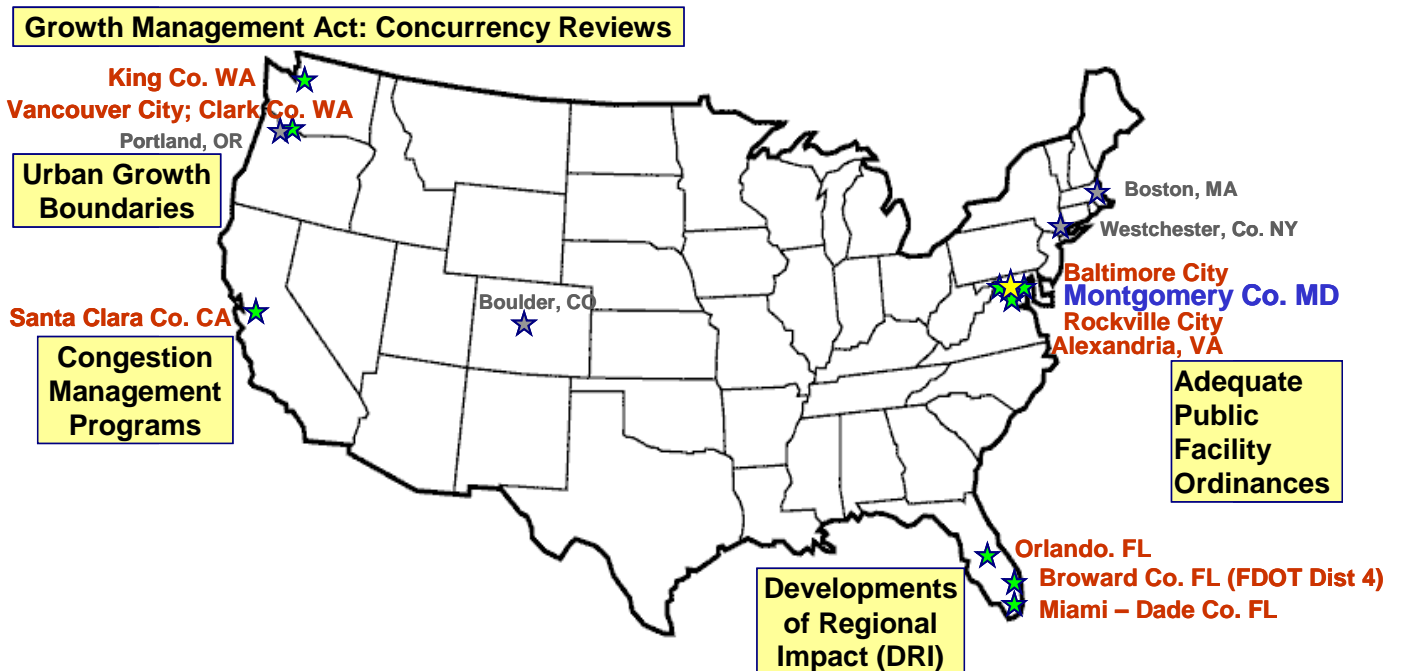 Growth Management Act: Concurrency Reviews
King Co. WA
Vancouver City; Clark Co. WA
Portland, OR
Urban Growth
Boundaries
Boston, MA
Westchester, Co. NY
Baltimore City
Montgomery Co. MD
Rockville City
Alexandria, VA
Boulder, CO
Santa Clara Co. CA
Congestion
Management
Programs
Adequate
Public
Facility
Ordinances
Orlando. FL
Broward Co. FL (FDOT Dist 4)
Miami – Dade Co. FL
Developments
of Regional
Impact (DRI)